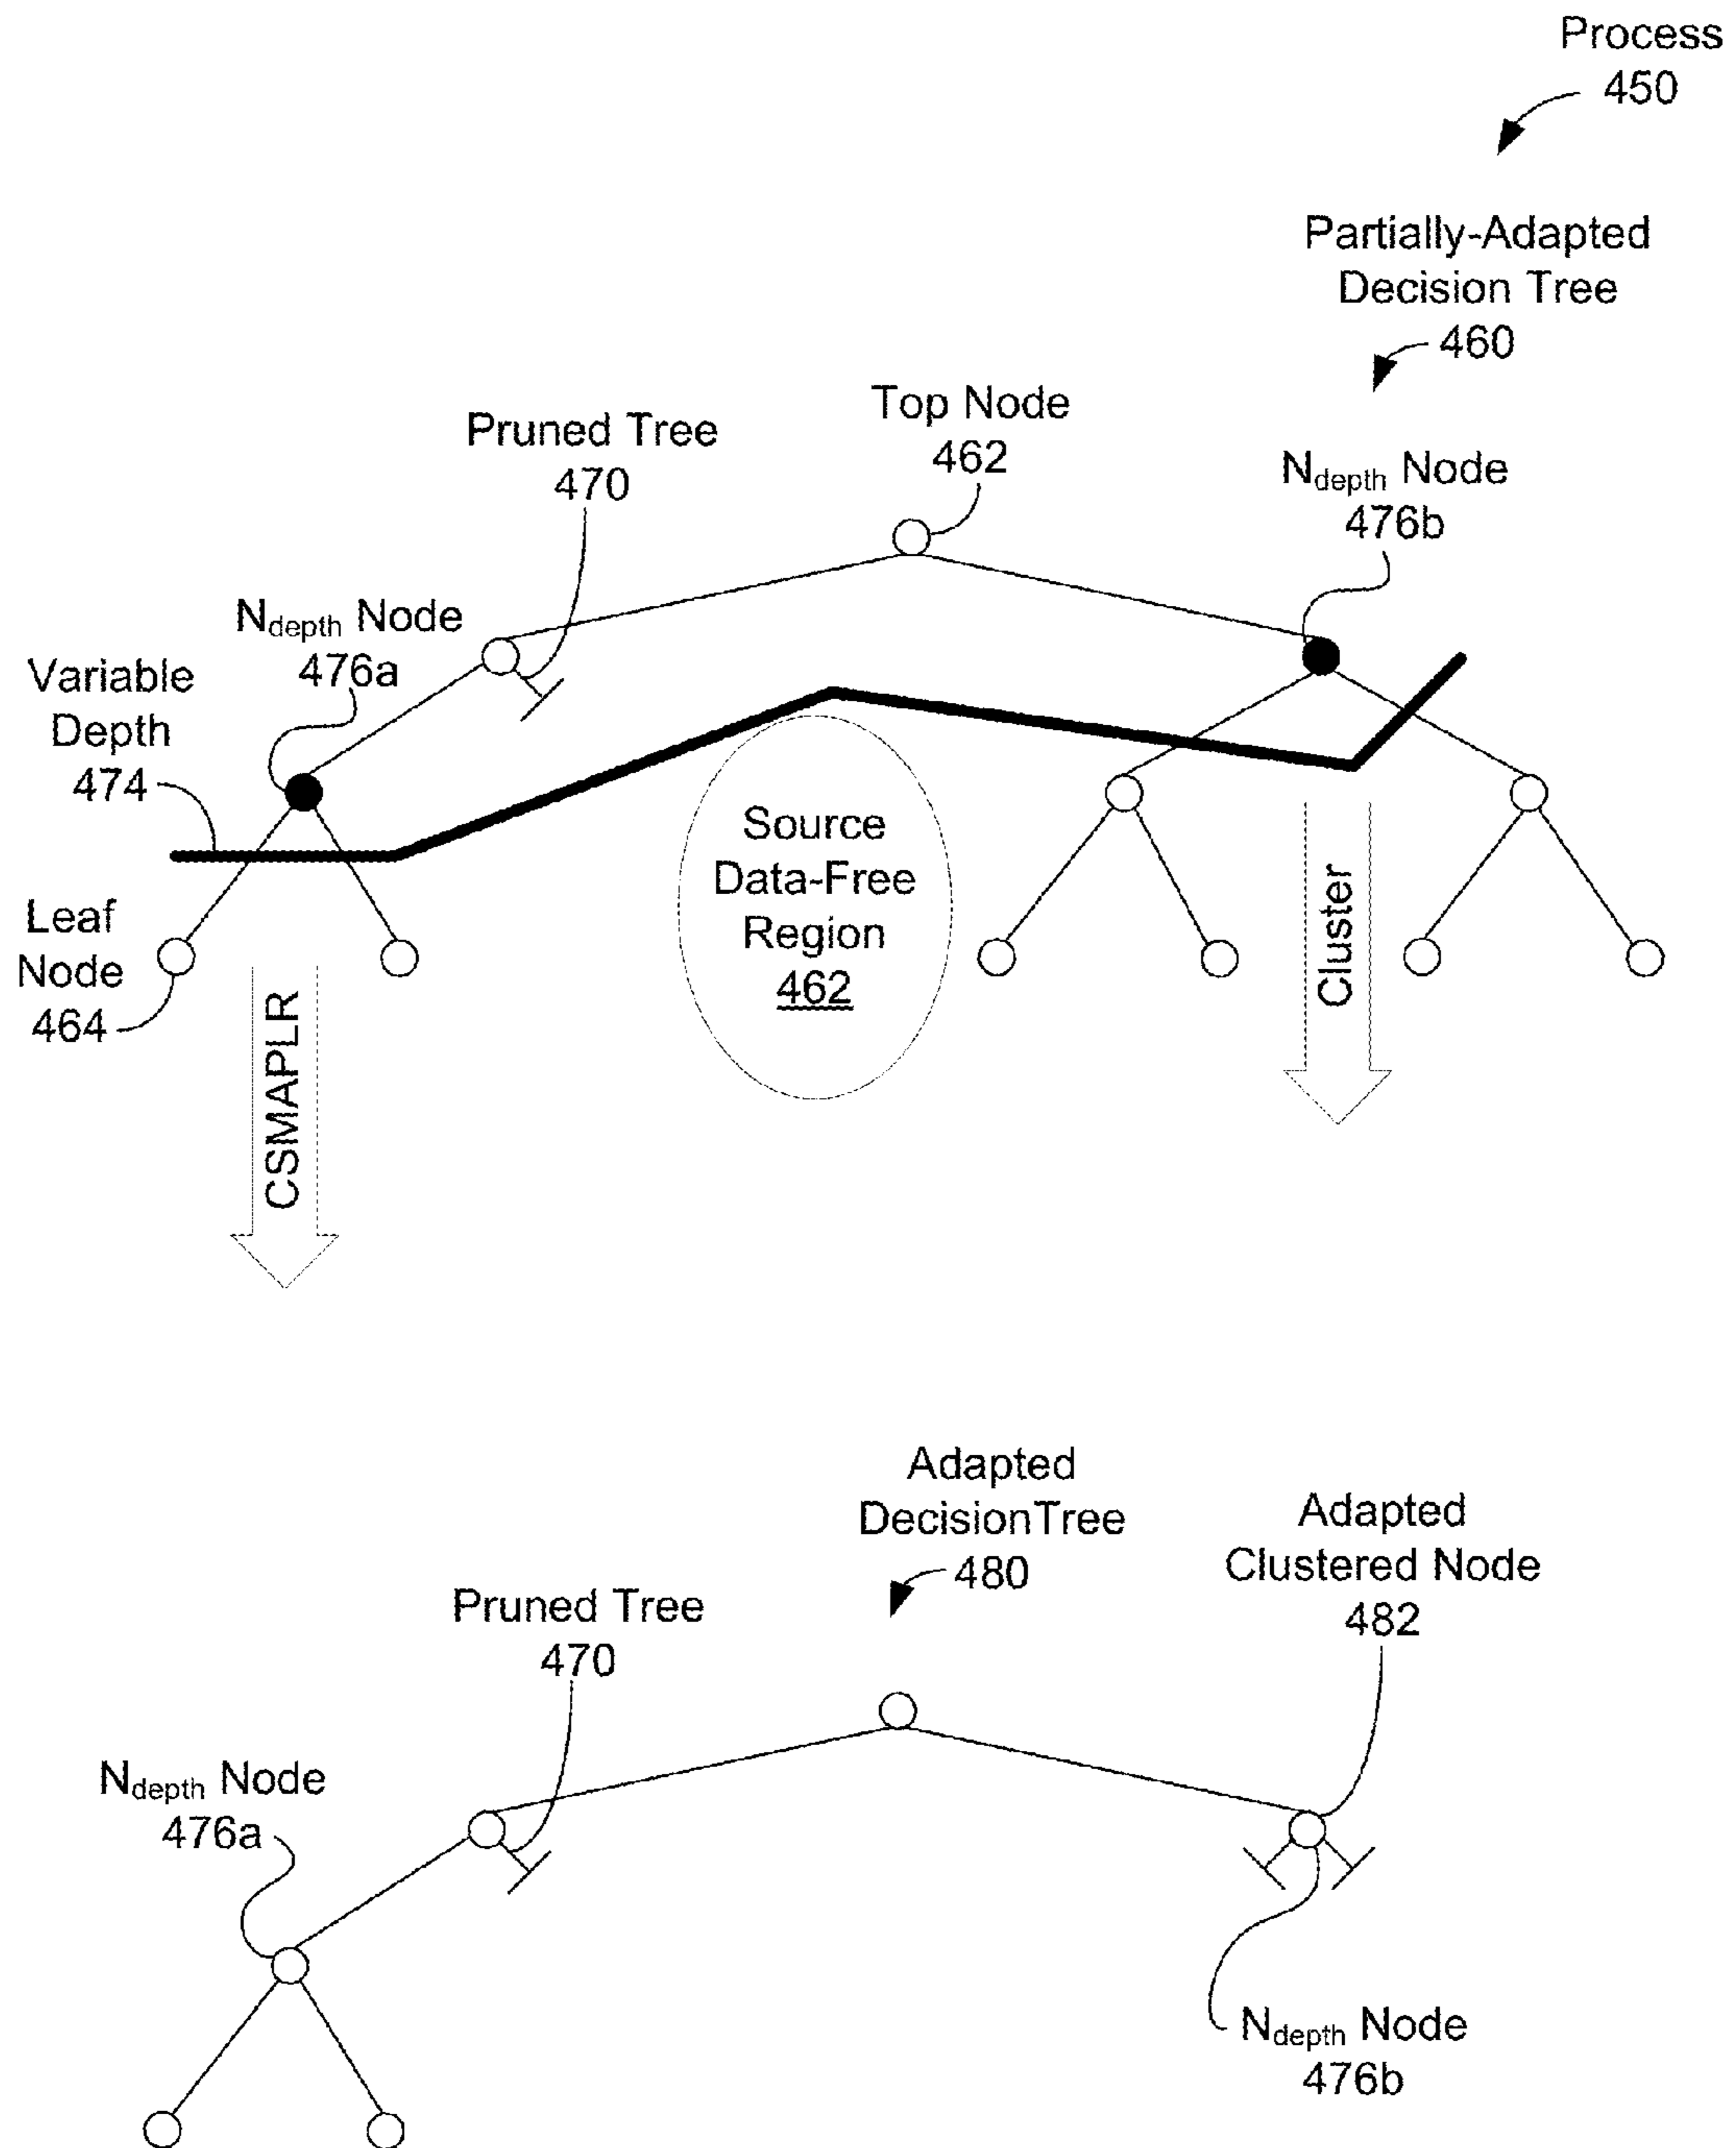 Process
450
Partially-Adapted
Decision Tree
460
Top Node
462
Pruned Tree
470
Ndepth Node
476b
Ndepth Node
476a
Variable
Depth
474
Source
Data-Free
Region
462
Leaf
Node
464
CSMAPLR
Cluster
Adapted
DecisionTree
480
Adapted
Clustered Node
482
Pruned Tree
470
Ndepth Node
476a
Ndepth Node
476b